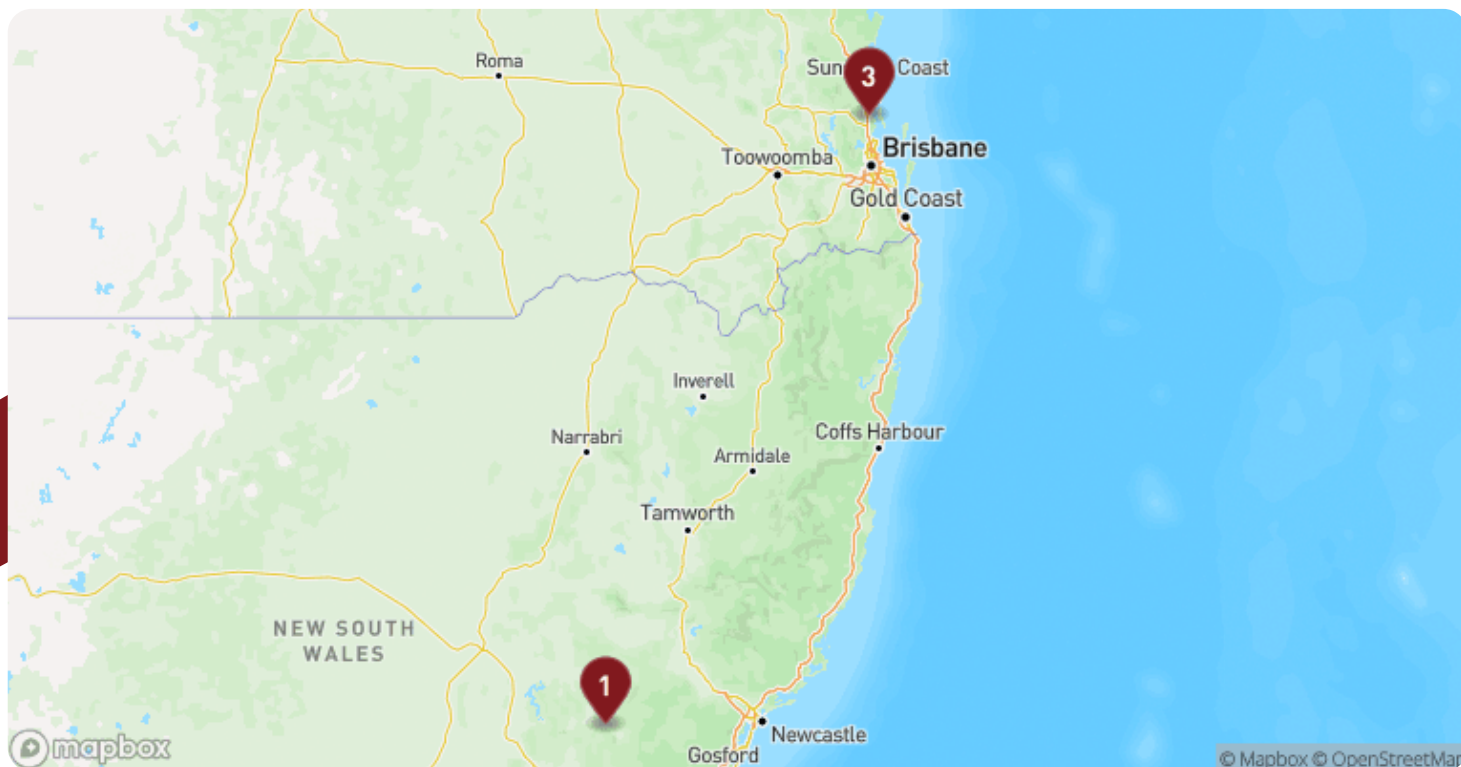 Roma
Sun Coast
3
Toowoomba
Brisbane
Gold Coast
Inverell
Narrabri
Coffs Harbour
Armidale
Tamworth
NEW SOUTH
WALES
1
Newcastle
Gosford
mapbox
© Mapbox © OpenStreetMap